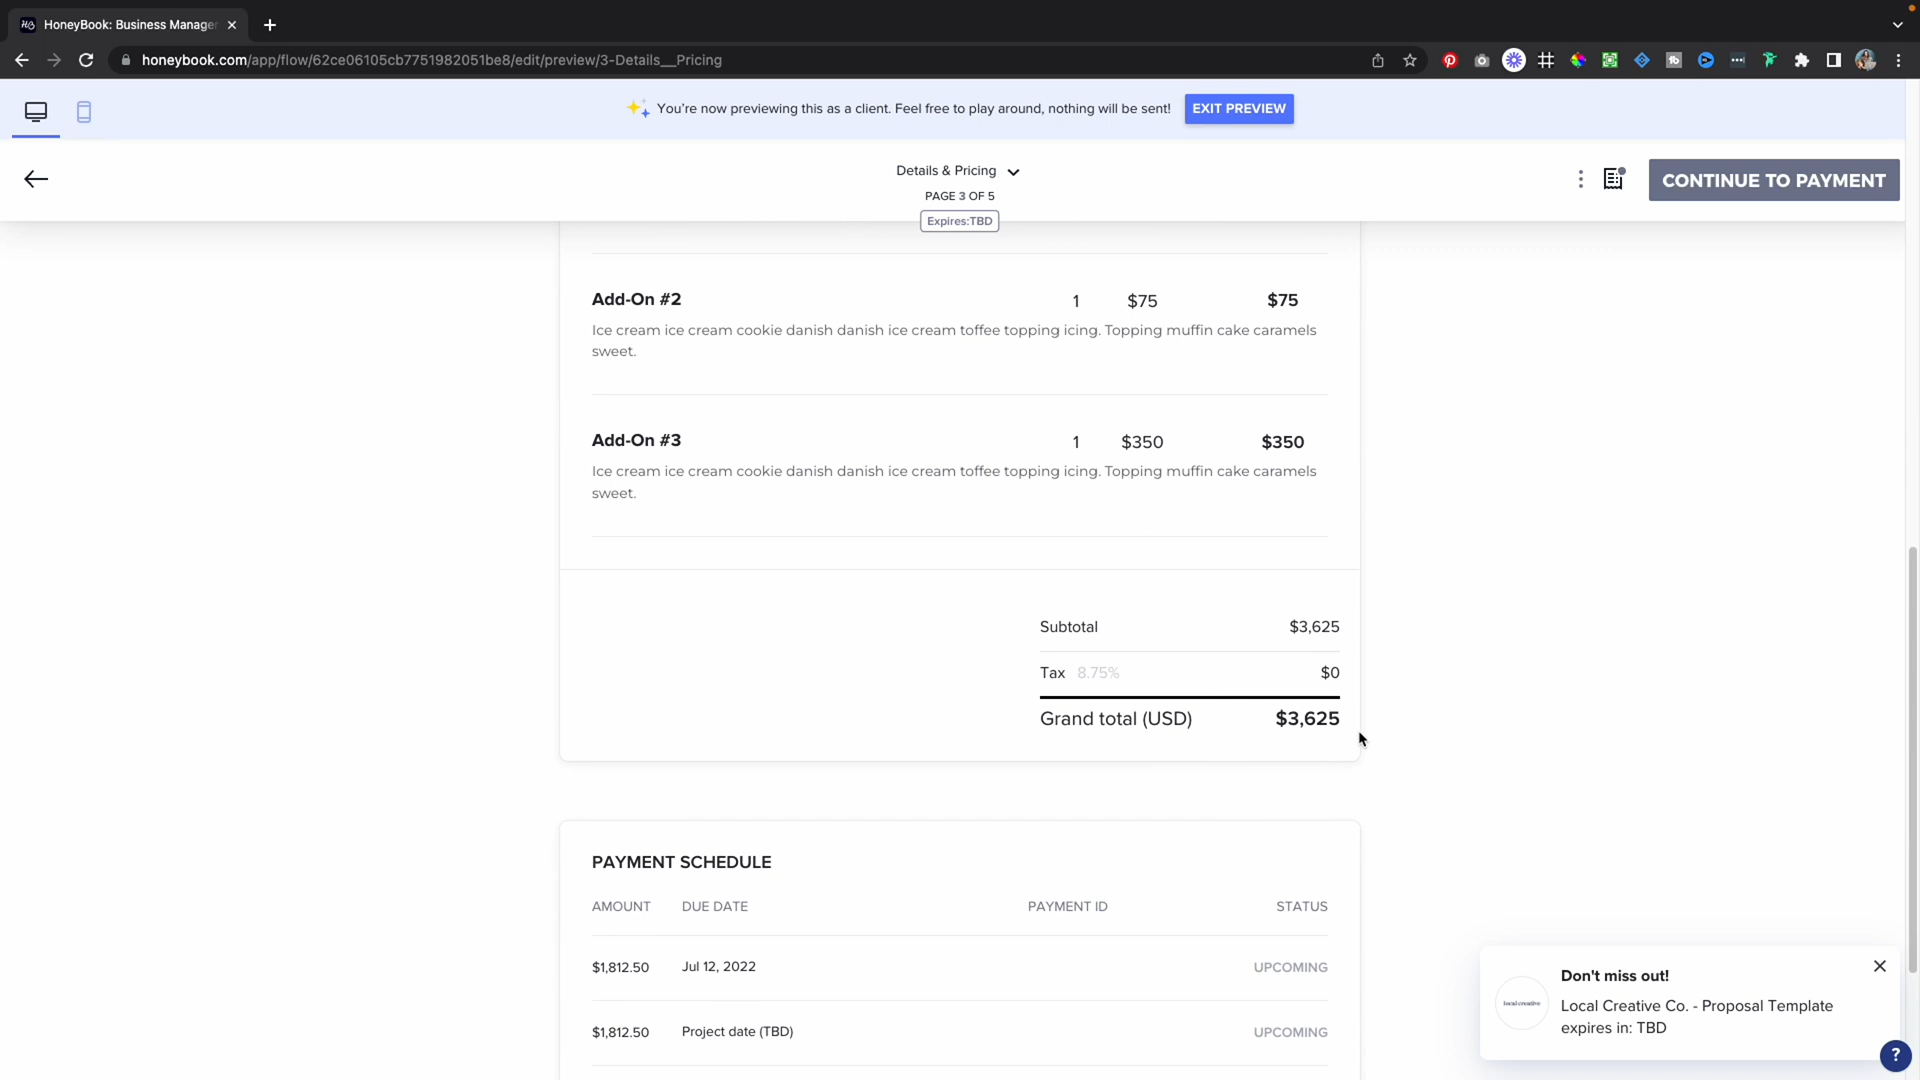 HoneyBook: Business Manager
honeybook.com/app/flow/62ce06105cb7751982051be8/edit/preview/3-Details__Pricing
You're now previewing this as a client. Feel free to play around, nothing will be sent!
EXIT PREVIEW
Details & Pricing
PAGE 3 OF 5
Expires:TBD
CONTINUE TO PAYMENT
Add-On #2 1 $75 $75
Ice cream ice cream cookie danish danish ice cream toffee topping icing. Topping muffin cake caramels
sweet.
Add-On #3 1 $350 $350
Ice cream ice cream cookie danish danish ice cream toffee topping icing. Topping muffin cake caramels
sweet.
Subtotal $3,625
Tax 8.75% $0
Grand total (USD) $3,625
PAYMENT SCHEDULE
AMOUNT DUE DATE PAYMENT ID STATUS
$1,812.50 Jul 12, 2022 UPCOMING
$1,812.50 Project date (TBD) UPCOMING
Don't miss out!
local creative
Local Creative Co. - Proposal Template
expires in: TBD
?